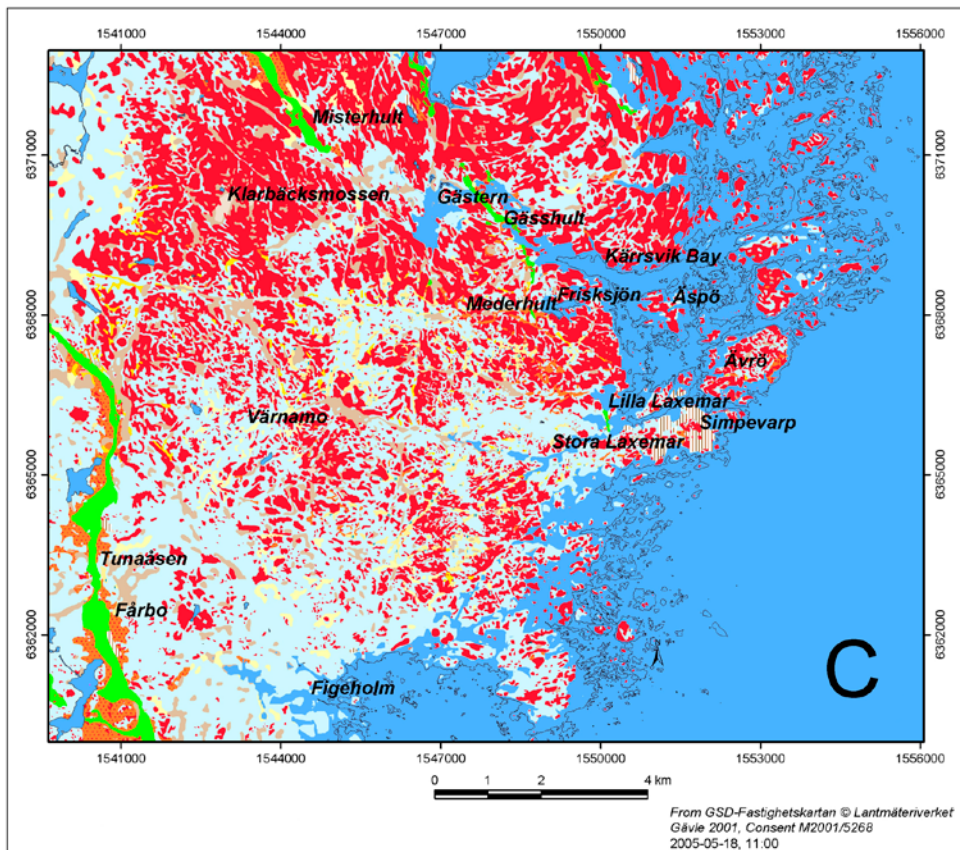 1541000 1544000 1547000 1550000 1553000 1556000
Misterhult
6371000 6371000
Klarbäcksmossen
Gästern
Gässhult
Kärrsvik Bay
Frisksjön
Äspö
Mederhult
6368000 6368000
Ävrö
Lilla Laxemar
Värnamo
Simpevarp
Stora Laxemar
6365000 6365000
Tunaåsen
Fårbo
6362000 6362000
C
Figeholm
1541000 1544000 1547000 1550000 1553000 1556000
0 1 2 4 km
From GSD-Fastighetskartan © Lantmäteriverket
Gävle 2001, Consent M2001/5268
2005-05-18, 11:00